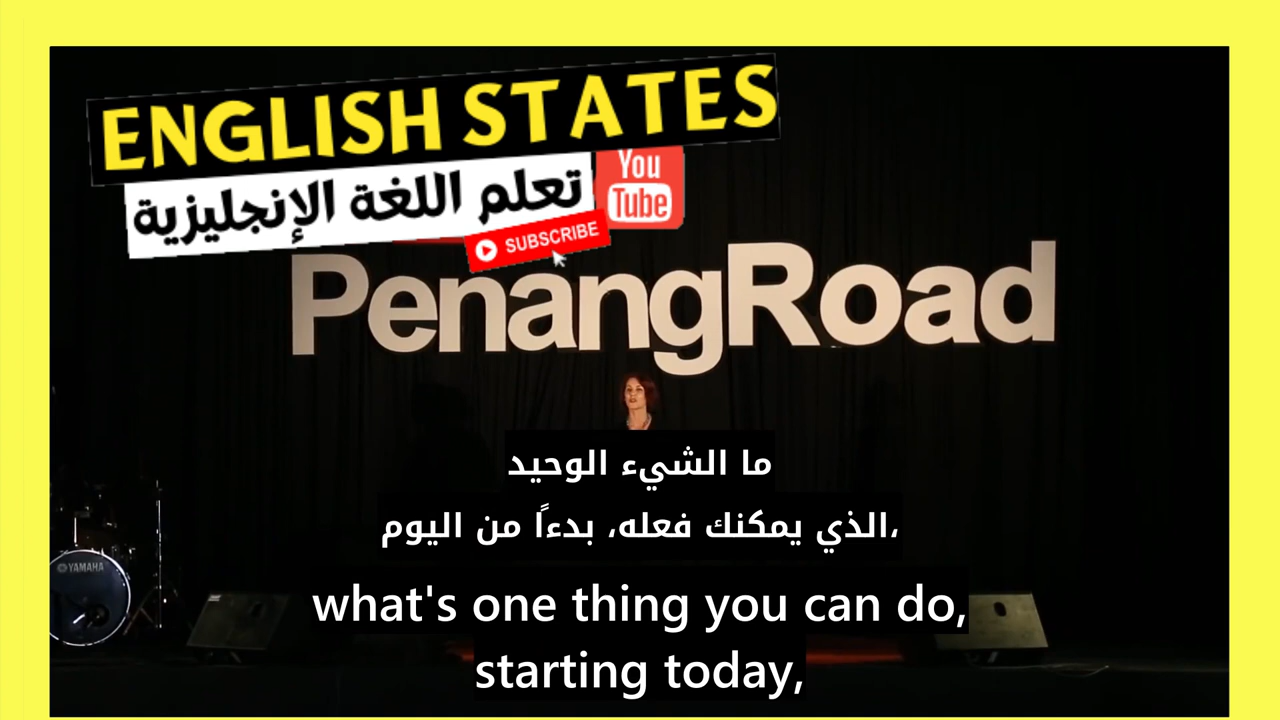 ENGLISH STATES
تعلم اللغة الإنجليزية
You
Tube
SUBSCRIBE
PenangRoad
ما الشيء الوحيد
الذي يمكنك فعله، بدءًا من اليوم،
YAMAHA
what's one thing you can do,
starting today,